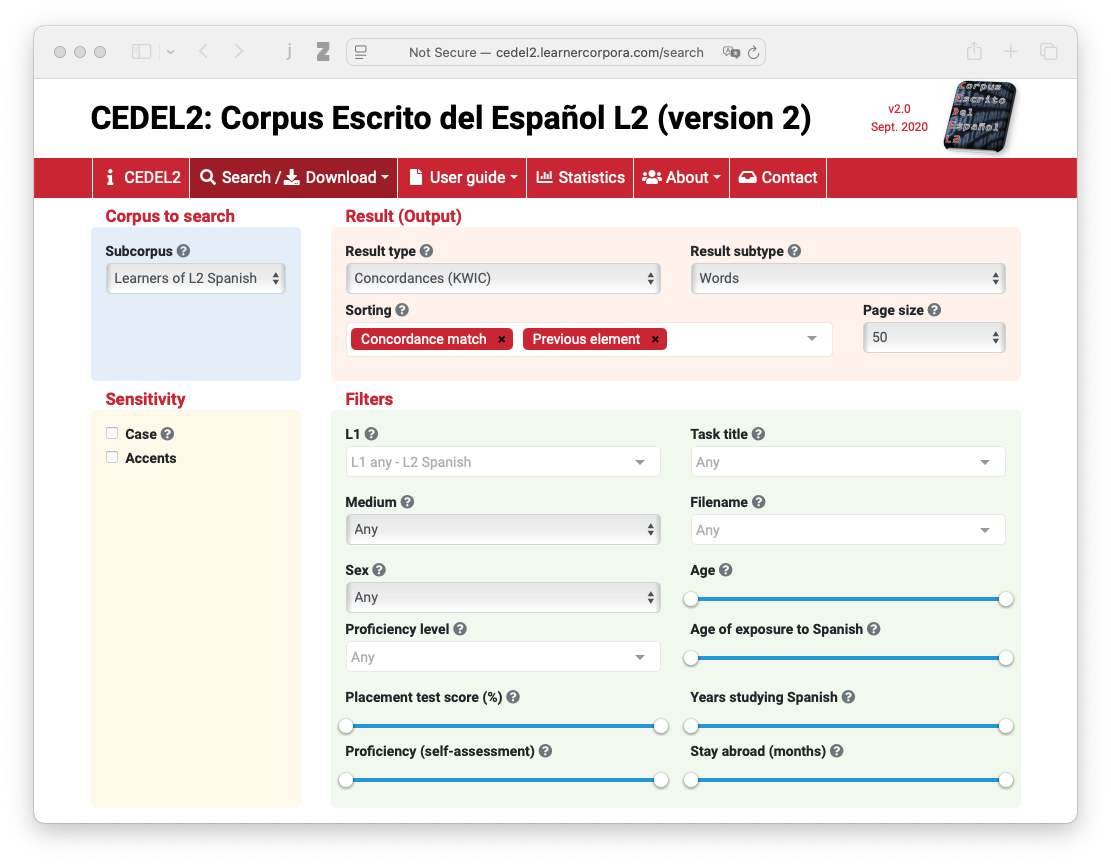 j Z Not Secure — cedel2.learnercorpora.com/search
CEDEL2: Corpus Escrito del Español L2 (version 2)
v2.0
Sept. 2020
Corpus
Escrito
Del
Español
L2
CEDEL2 Search / Download User guide Statistics About Contact
Corpus to search
Subcorpus ?
Learners of L2 Spanish
Result (Output)
Result type ? Result subtype ?
Concordances (KWIC) Words
Sorting ? Page size ?
Concordance match × Previous element × 50
Sensitivity
Case ?
Accents
Filters
L1 ? Task title ?
L1 any - L2 Spanish Any
Medium ? Filename ?
Any Any
Sex ? Age ?
Any
Proficiency level ? Age of exposure to Spanish ?
Any
Placement test score (%) ? Years studying Spanish ?
Proficiency (self-assessment) ? Stay abroad (months) ?